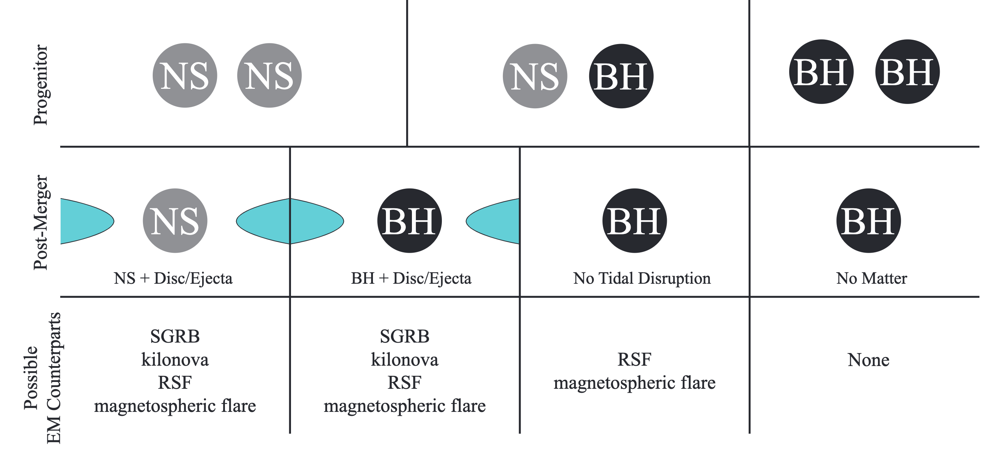 Progenitor
NS NS
NS BH
BH BH
Post-Merger
NS
NS + Disc/Ejecta
BH
BH + Disc/Ejecta
BH
No Tidal Disruption
BH
No Matter
Possible
EM Counterparts
SGRB
kilonova
RSF
magnetospheric flare
SGRB
kilonova
RSF
magnetospheric flare
RSF
magnetospheric flare
None